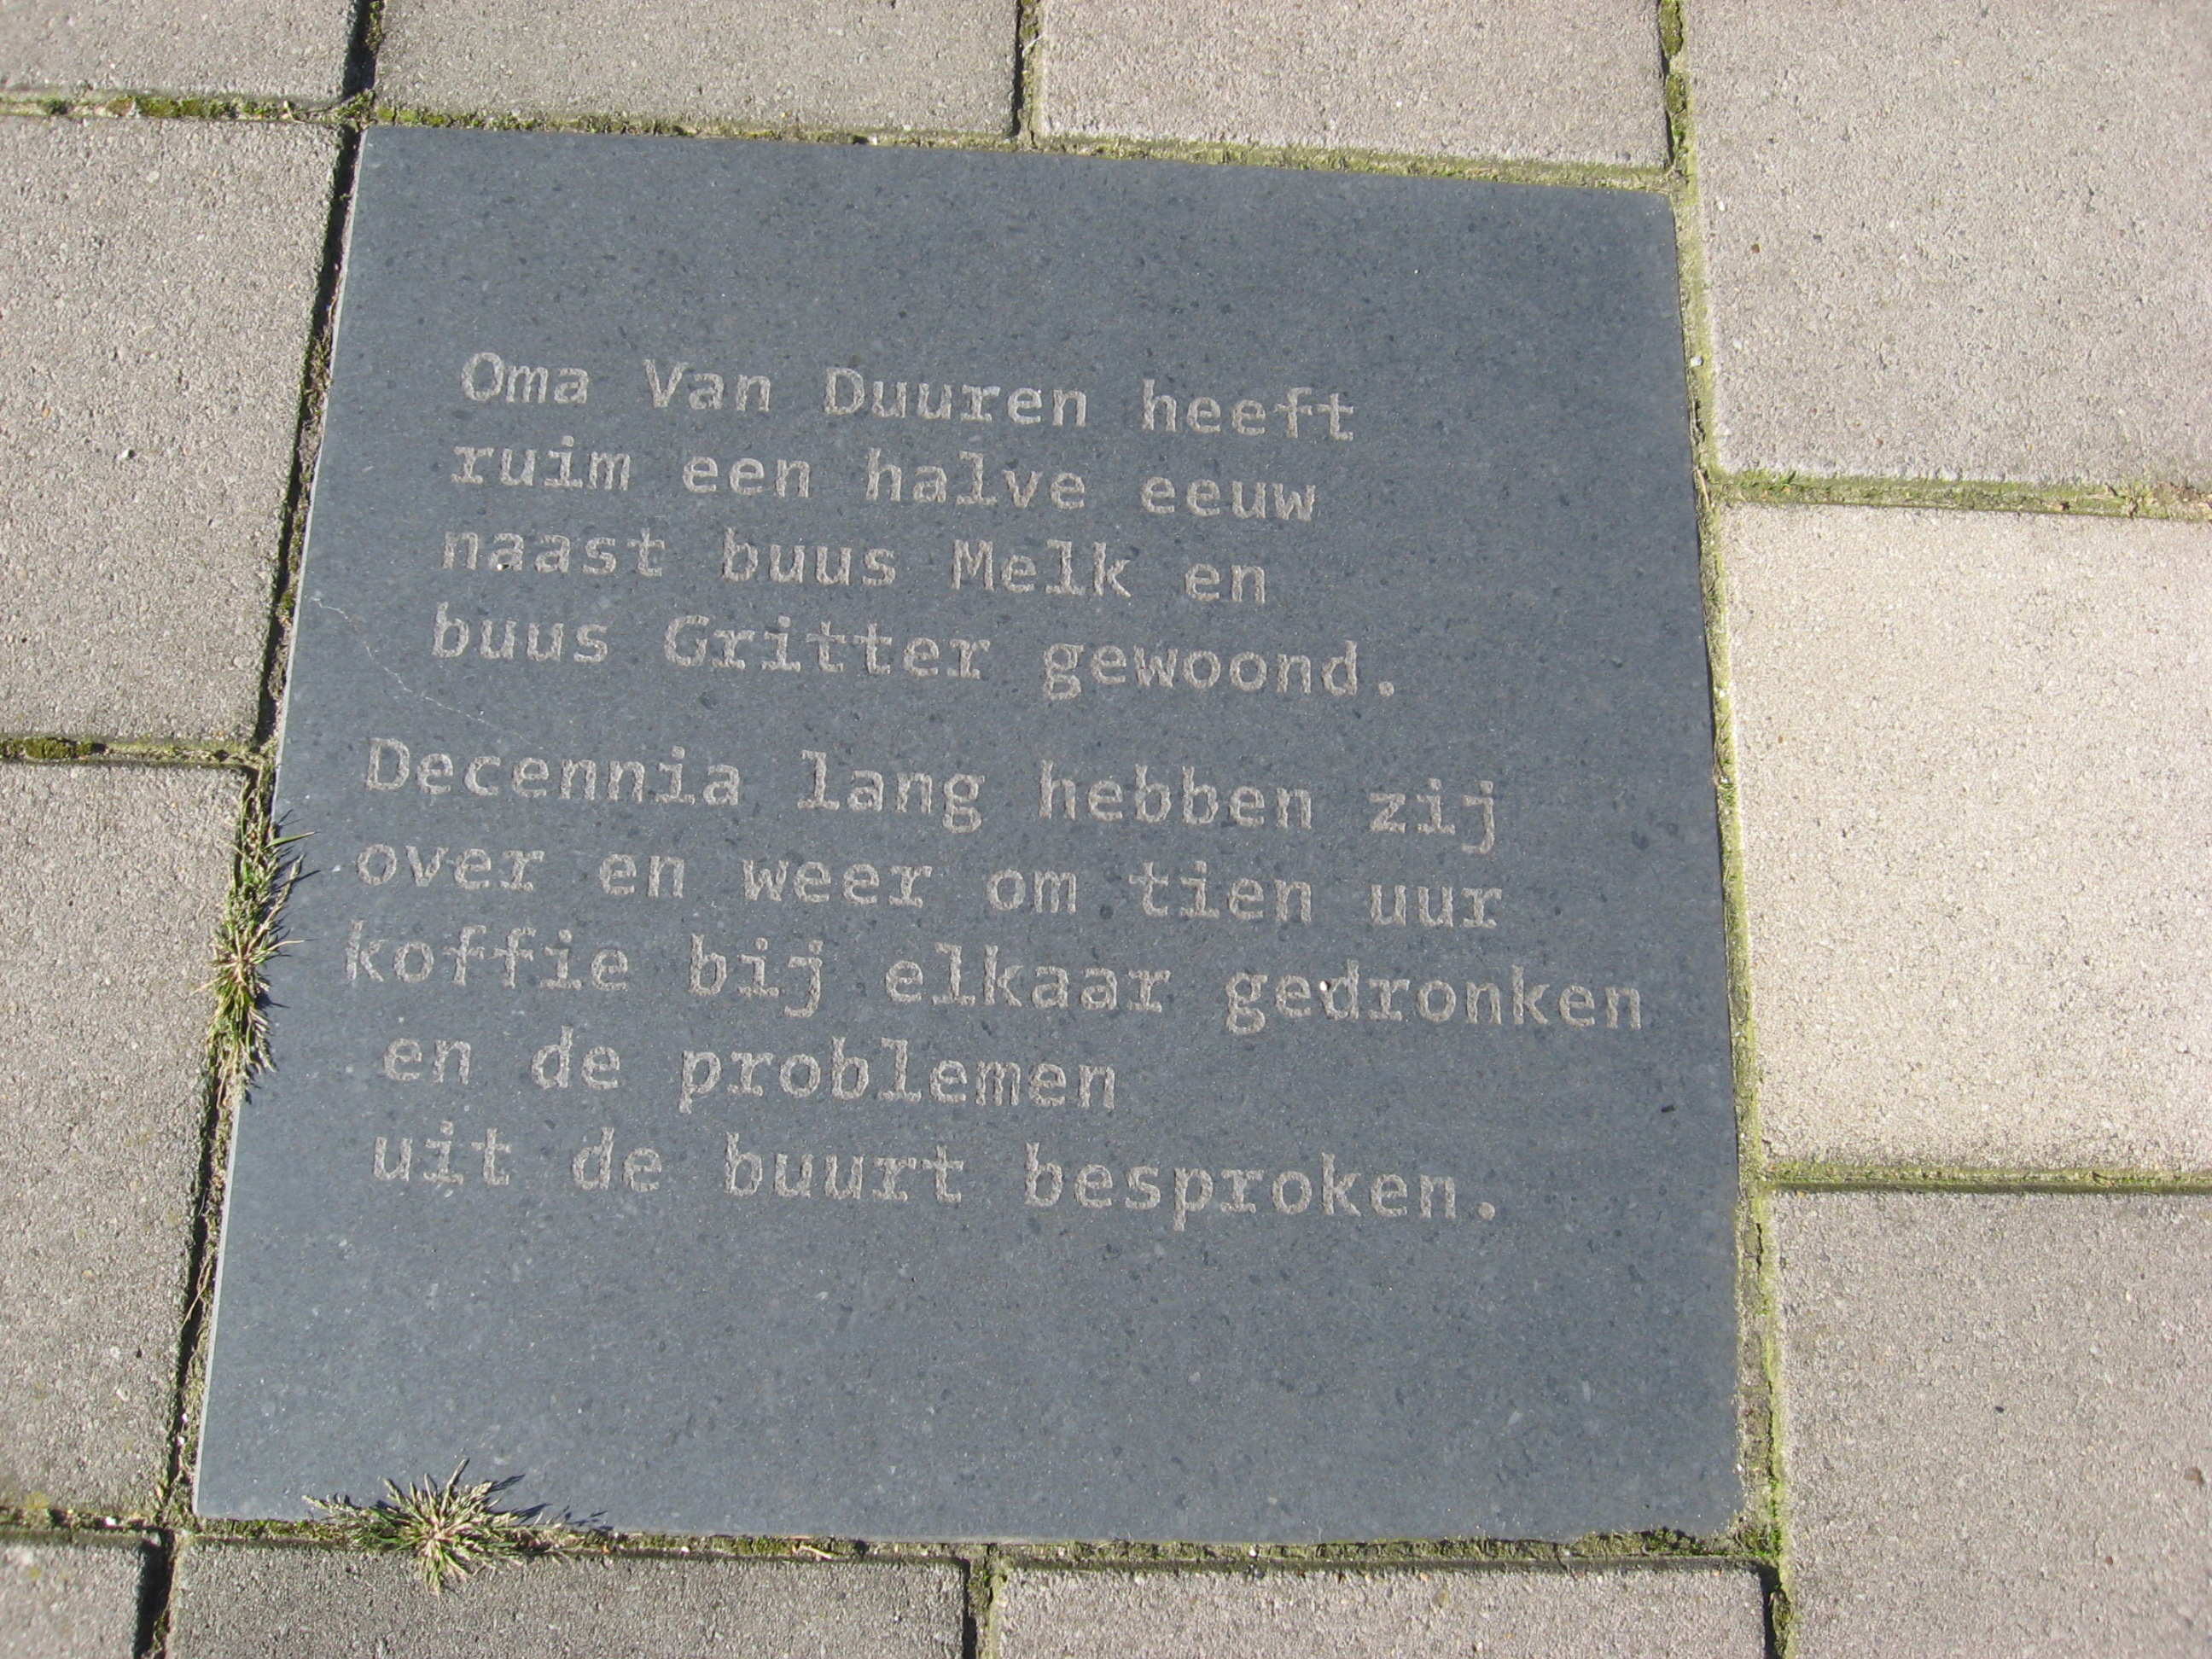 Oma Van Duuren heeft
ruim een halve eeuw
naast buus Melk en
buus Gritter gewoond.
Decennia lang hebben zij
over en weer om tien uur
koffie bij elkaar gedronken
en de problemen
uit de buurt besproken.